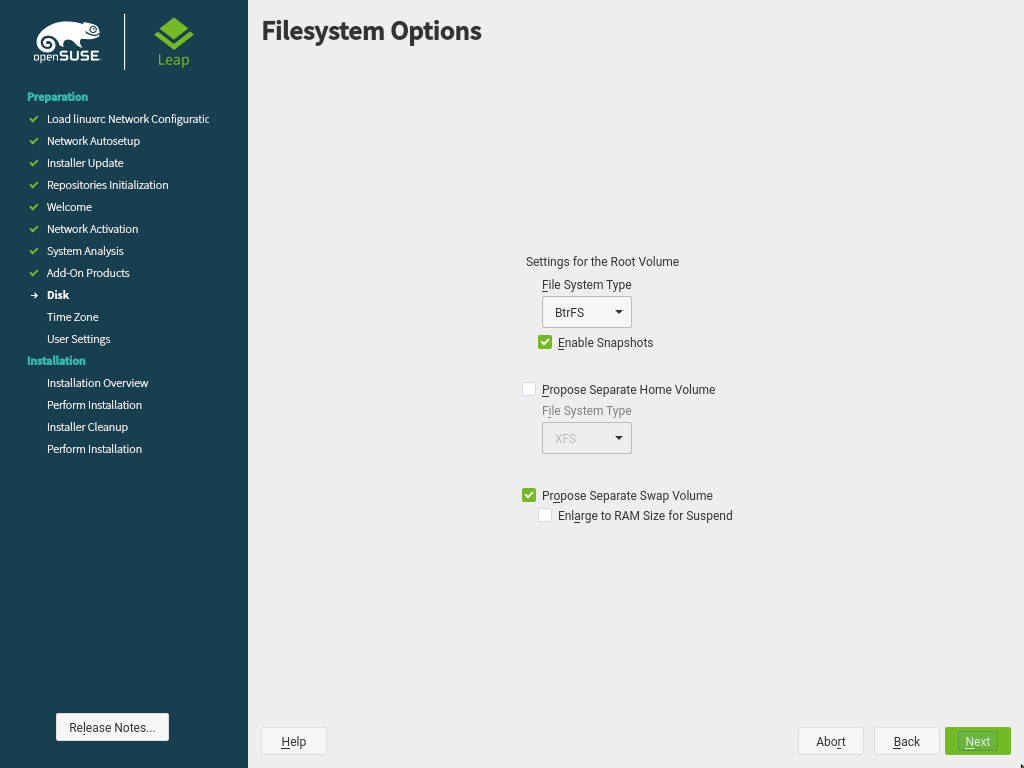 openSUSE
Leap
Preparation
Load linuxrc Network Configuratic
Network Autosetup
Installer Update
Repositories Initialization
Welcome
Network Activation
System Analysis
Add-On Products
Disk
Time Zone
User Settings
Installation
Installation Overview
Perform Installation
Installer Cleanup
Perform Installation
Release Notes...
Filesystem Options
Settings for the Root Volume
File System Type
BtrFS
Enable Snapshots
Propose Separate Home Volume
File System Type
XFS
Propose Separate Swap Volume
Enlarge to RAM Size for Suspend
Help
Abort
Back
Next